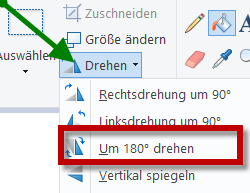 Zuschneiden
Größe ändern
Auswählen
Drehen
A
Rechtsdrehung um 90°
Linksdrehung um 90°
Um 180° drehen
Vertikal spiegeln